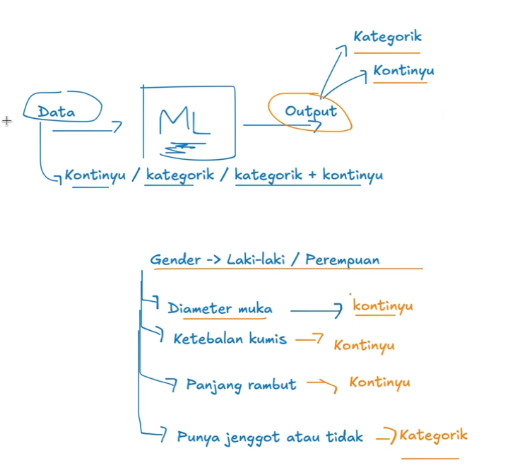 Kategorik
Kontinyu
Data
ML
Output
Kontinyu / kategorik / kategorik + kontinyu
Gender -> Laki-laki / Perempuan
Diameter muka kontinyu
Ketebalan kumis Kontinyu
Panjang rambut Kontinyu
Punya jenggot atau tidak Kategorik